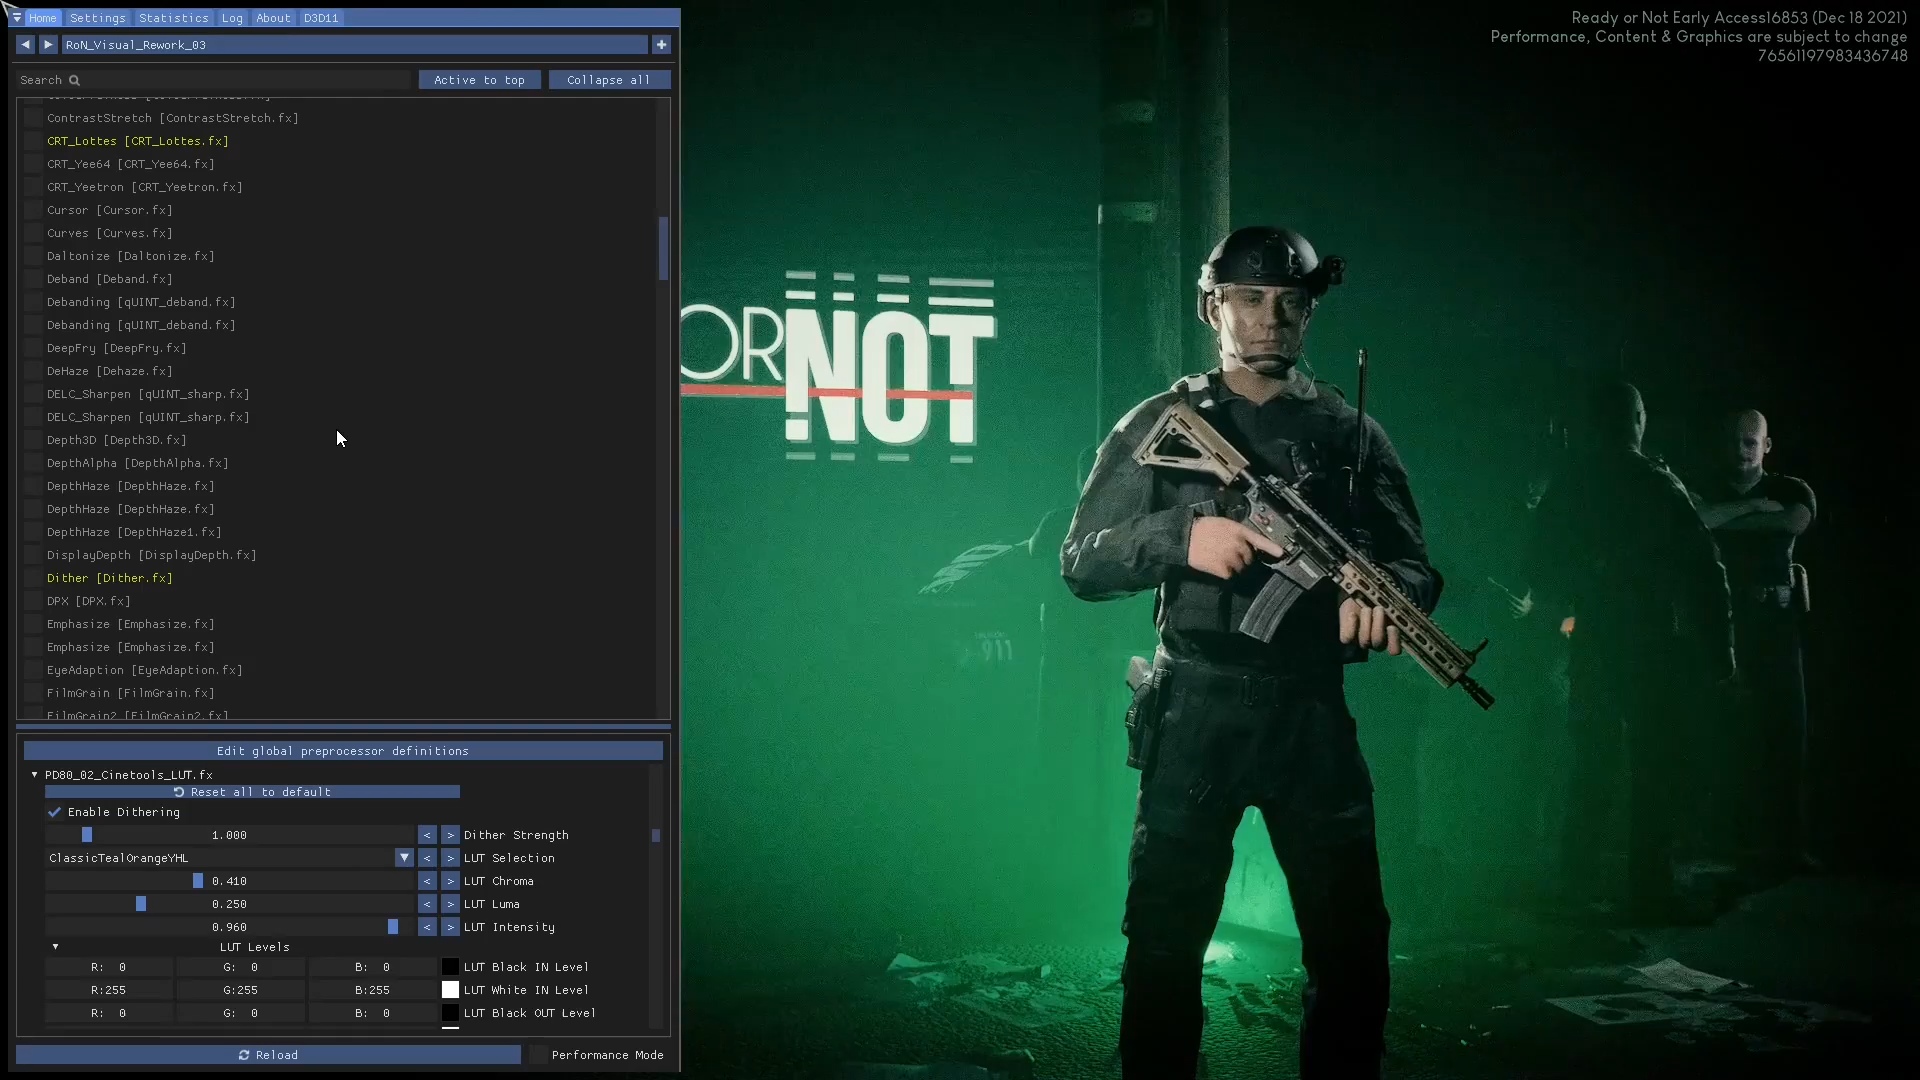 Home Settings Statistics Log About D3D11
RoN_Visual_Rework_03 +
Search Active to top Collapse all
ContrastStretch [ContrastStretch.fx]
CRT_Lottes [CRT_Lottes.fx]
CRT_Yee64 [CRT_Yee64.fx]
CRT_Yeetron [CRT_Yeetron.fx]
Cursor [Cursor.fx]
Curves [Curves.fx]
Daltonize [Daltonize.fx]
Deband [Deband.fx]
Debanding [qUINT_deband.fx]
Debanding [qUINT_deband.fx]
DeepFry [DeepFry.fx]
DeHaze [Dehaze.fx]
DELC_Sharpen [qUINT_sharp.fx]
DELC_Sharpen [qUINT_sharp.fx]
Depth3D [Depth3D.fx]
DepthAlpha [DepthAlpha.fx]
DepthHaze [DepthHaze.fx]
DepthHaze [DepthHaze.fx]
DepthHaze [DepthHaze1.fx]
DisplayDepth [DisplayDepth.fx]
Dither [Dither.fx]
DPX [DPX.fx]
Emphasize [Emphasize.fx]
Emphasize [Emphasize.fx]
EyeAdaption [EyeAdaption.fx]
FilmGrain [FilmGrain.fx]
FilmGrain2 [FilmGrain2.fx]
Edit global preprocessor definitions
PD80_02_Cinetools_LUT.fx
Reset all to default
Enable Dithering
1.000 < > Dither Strength
ClassicTealOrangeYHL < > LUT Selection
0.410 < > LUT Chroma
0.250 < > LUT Luma
0.960 < > LUT Intensity
LUT Levels
R: 0 G: 0 B: 0 LUT Black IN Level
R:255 G:255 B:255 LUT White IN Level
R: 0 G: 0 B: 0 LUT Black OUT Level
Reload Performance Mode
Ready or Not Early Access16853 (Dec 18 2021)
Performance, Content & Graphics are subject to change
76561197983436748
OR NOT
911